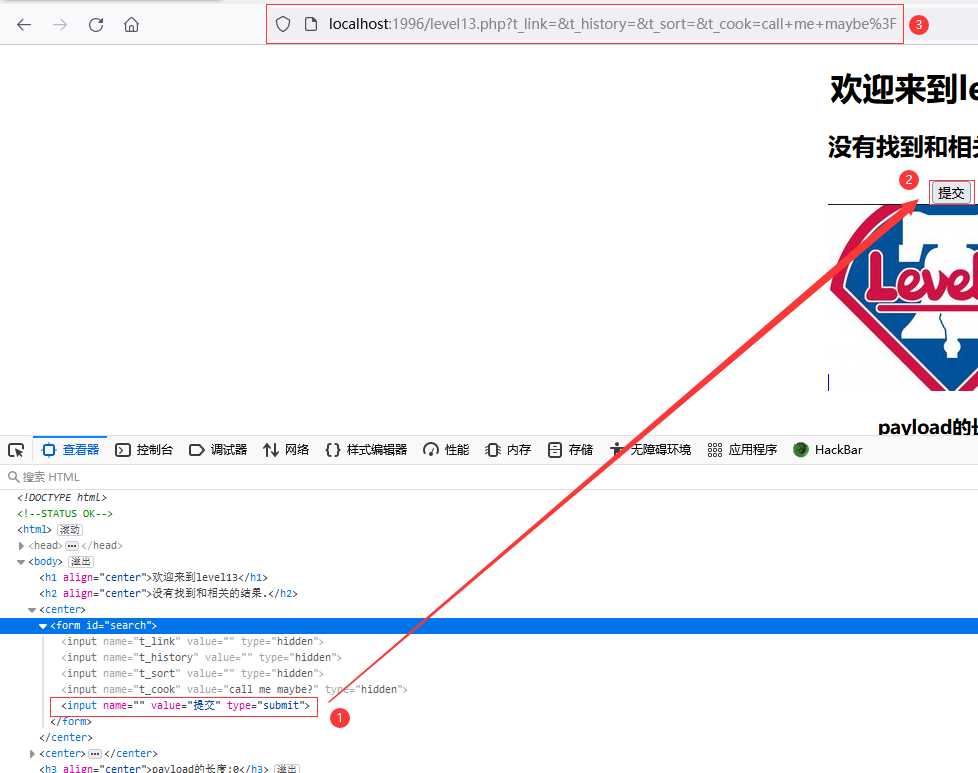 localhost:1996/level13.php?t_link=&t_history=&t_sort=&t_cook=call+me+maybe%3F
3
欢迎来到le
没有找到和相关
2
提交
Level
payload的长
查看器 控制台 调试器 网络 {} 样式编辑器 性能 内存 存储 无障碍环境 应用程序 HackBar
搜索 HTML
<!DOCTYPE html>
<!--STATUS OK-->
<html> 滚动
<head> ••• </head>
<body> 溢出
<h1 align="center">欢迎来到level13</h1>
<h2 align="center">没有找到和相关的结果.</h2>
<center>
<form id="search">
<input name="t_link" value="" type="hidden">
<input name="t_history" value="" type="hidden">
<input name="t_sort" value="" type="hidden">
<input name="t_cook" value="call me maybe?" type="hidden">
<input name="" value="提交" type="submit">
1
</form>
</center>
<center> ••• </center>
<h3 align="center">payload的长度:0</h3> 溢出